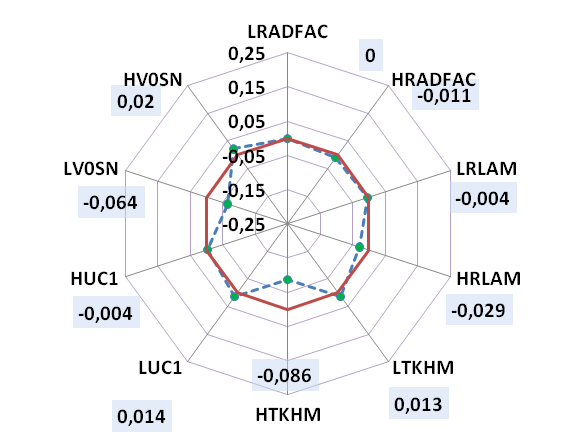 LRADFAC
0,25
0
HV0SN
HRADFAC
0,02
0,15
-0,011
0,05
-0,05
LV0SN
LRLAM
-0,064
-0,15
-0,004
-0,25
HUC1
HRLAM
-0,004
-0,029
LUC1
LTKHM
-0,086
0,014
HTKHM
0,013